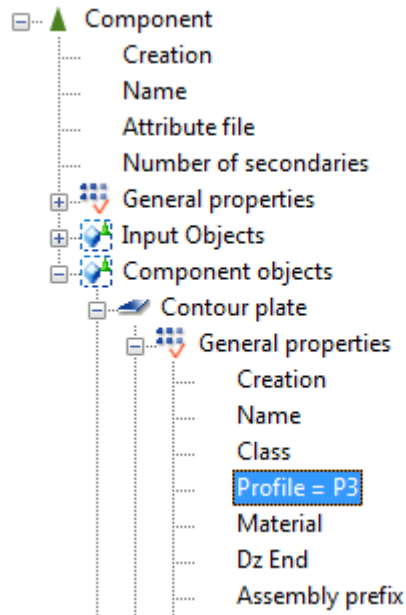 Component
Creation
Name
Attribute file
Number of secondaries
General properties
Input Objects
Component objects
Contour plate
General properties
Creation
Name
Class
Profile = P3
Material
Dz End
Assembly prefix